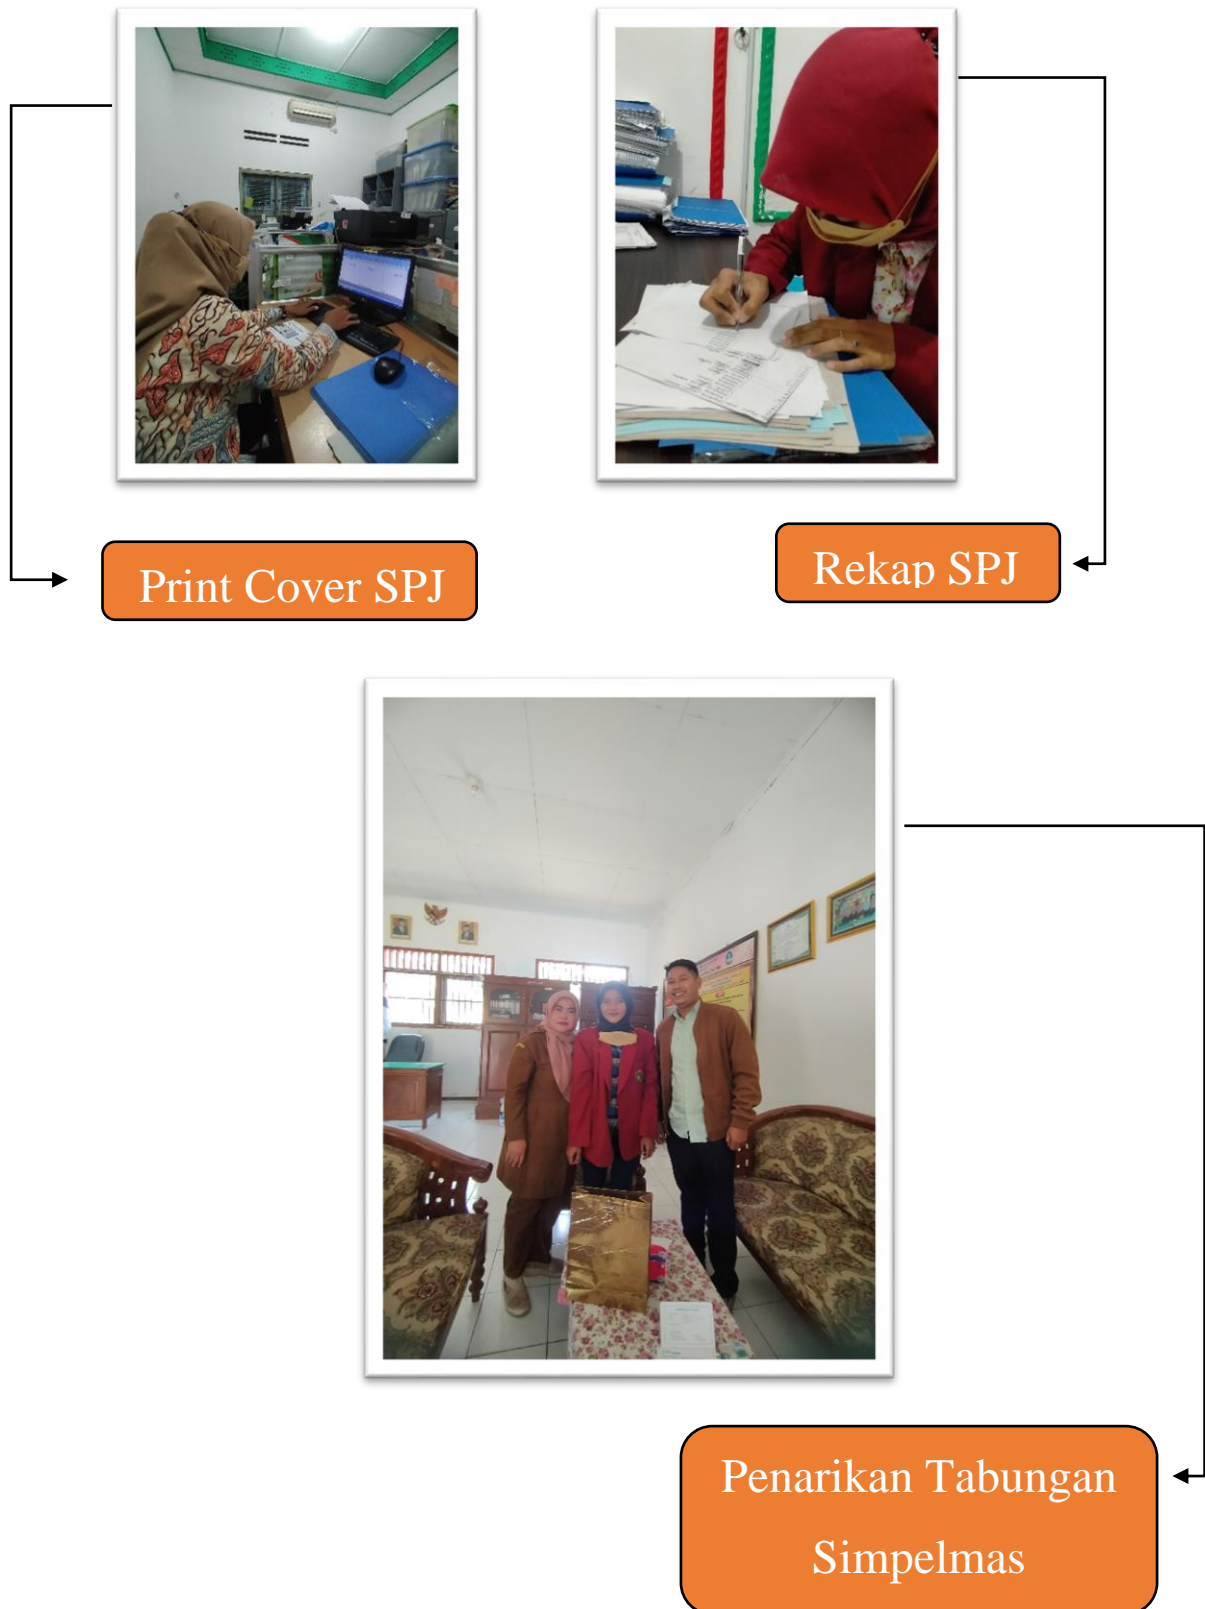 Print Cover SPJ
Rekap SPJ
Penarikan Tabungan
Simpelmas